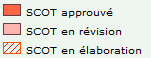 SCOT approuvé
SCOT en révision
SCOT en élaboration